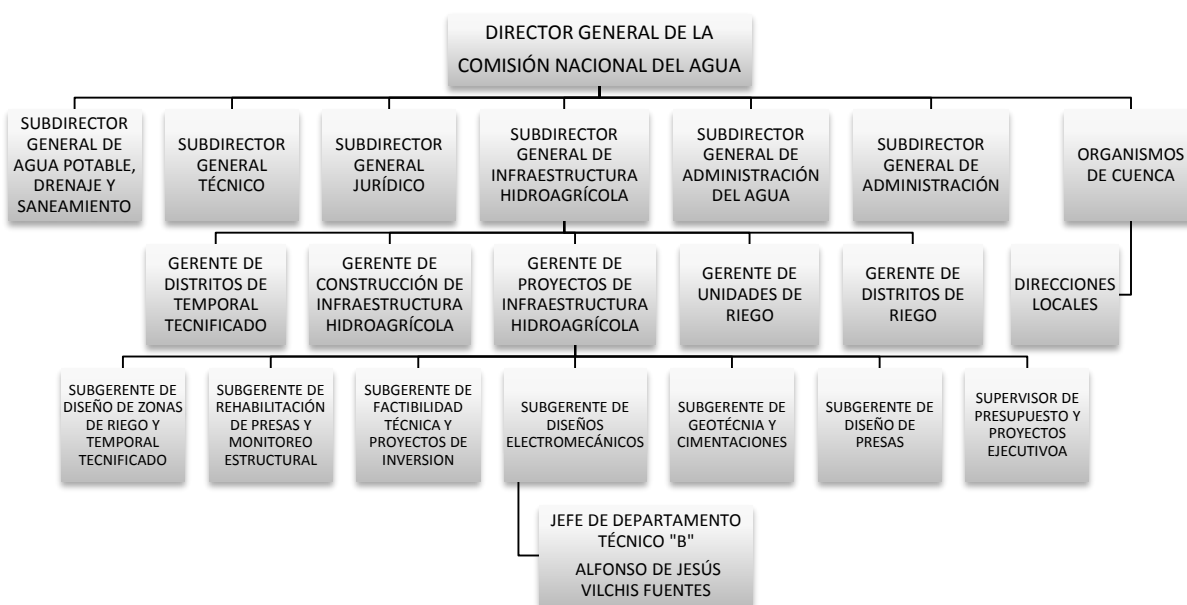 DIRECTOR GENERAL DE LA
COMISIÓN NACIONAL DEL AGUA
SUBDIRECTOR
GENERAL DE
AGUA POTABLE,
DRENAJE Y
SANEAMIENTO
SUBDIRECTOR
GENERAL
TÉCNICO
SUBDIRECTOR
GENERAL
JURÍDICO
SUBDIRECTOR
GENERAL DE
INFRAESTRUCTURA
HIDROAGRÍCOLA
SUBDIRECTOR
GENERAL DE
ADMINISTRACIÓN
DEL AGUA
SUBDIRECTOR
GENERAL DE
ADMINISTRACIÓN
ORGANISMOS
DE CUENCA
GERENTE DE
DISTRITOS DE
TEMPORAL
TECNIFICADO
GERENTE DE
CONSTRUCCIÓN DE
INFRAESTRUCTURA
HIDROAGRÍCOLA
GERENTE DE
PROYECTOS DE
INFRAESTRUCTURA
HIDROAGRÍCOLA
GERENTE DE
UNIDADES DE
RIEGO
GERENTE DE
DISTRITOS DE
RIEGO
DIRECCIONES
LOCALES
SUBGERENTE DE
DISEÑO DE ZONAS
DE RIEGO Y
TEMPORAL
TECNIFICADO
SUBGERENTE DE
REHABILITACIÓN
DE PRESAS Y
MONITOREO
ESTRUCTURAL
SUBGERENTE DE
FACTIBILIDAD
TÉCNICA Y
PROYECTOS DE
INVERSION
SUBGERENTE DE
DISEÑOS
ELECTROMECÁNICOS
SUBGERENTE DE
GEOTÉCNIA Y
CIMENTACIONES
SUBGERENTE DE
DISEÑO DE
PRESAS
SUPERVISOR DE
PRESUPUESTO Y
PROYECTOS
EJECUTIVOA
JEFE DE DEPARTAMENTO
TÉCNICO "B"
ALFONSO DE JESÚS
VILCHIS FUENTES